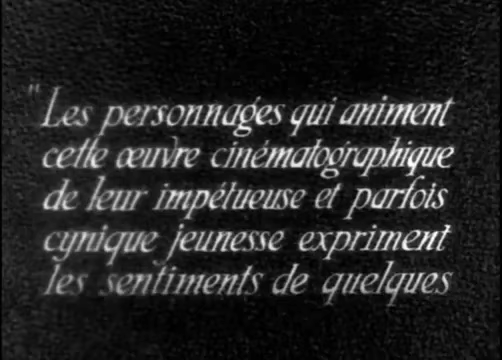 "Les personnages qui animent
cette œuvre cinématographique
de leur impétueuse et parfois
cynique jeunesse expriment
les sentiments de quelques